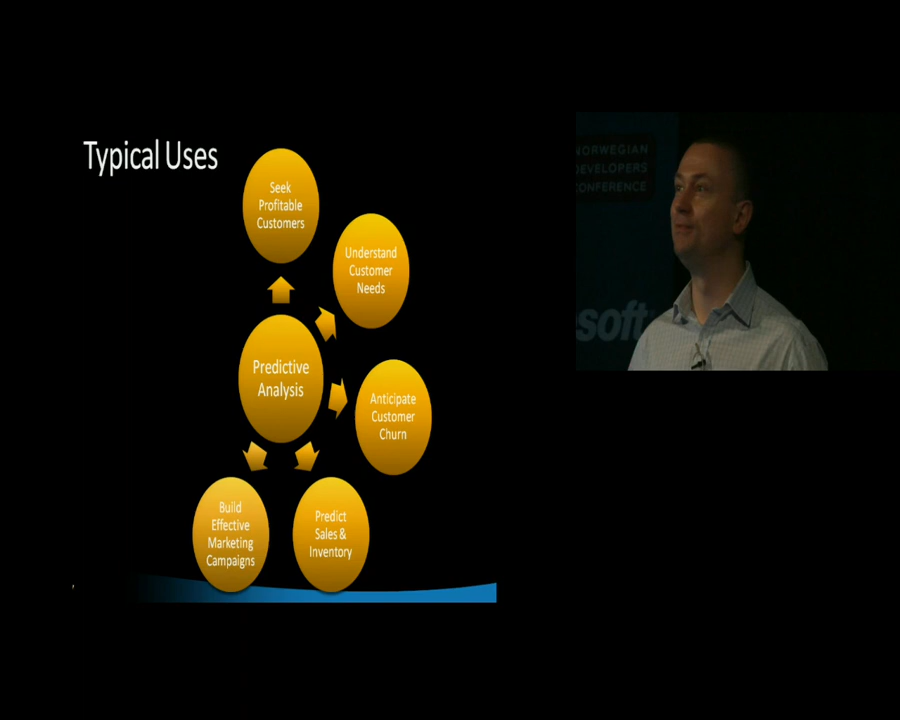 Typical Uses
Seek
Profitable
Customers
Understand
Customer
Needs
Predictive
Analysis
Anticipate
Customer
Churn
Build
Effective
Marketing
Campaigns
Predict
Sales &
Inventory
NORWEGIAN
DEVELOPERS
CONFERENCE
soft